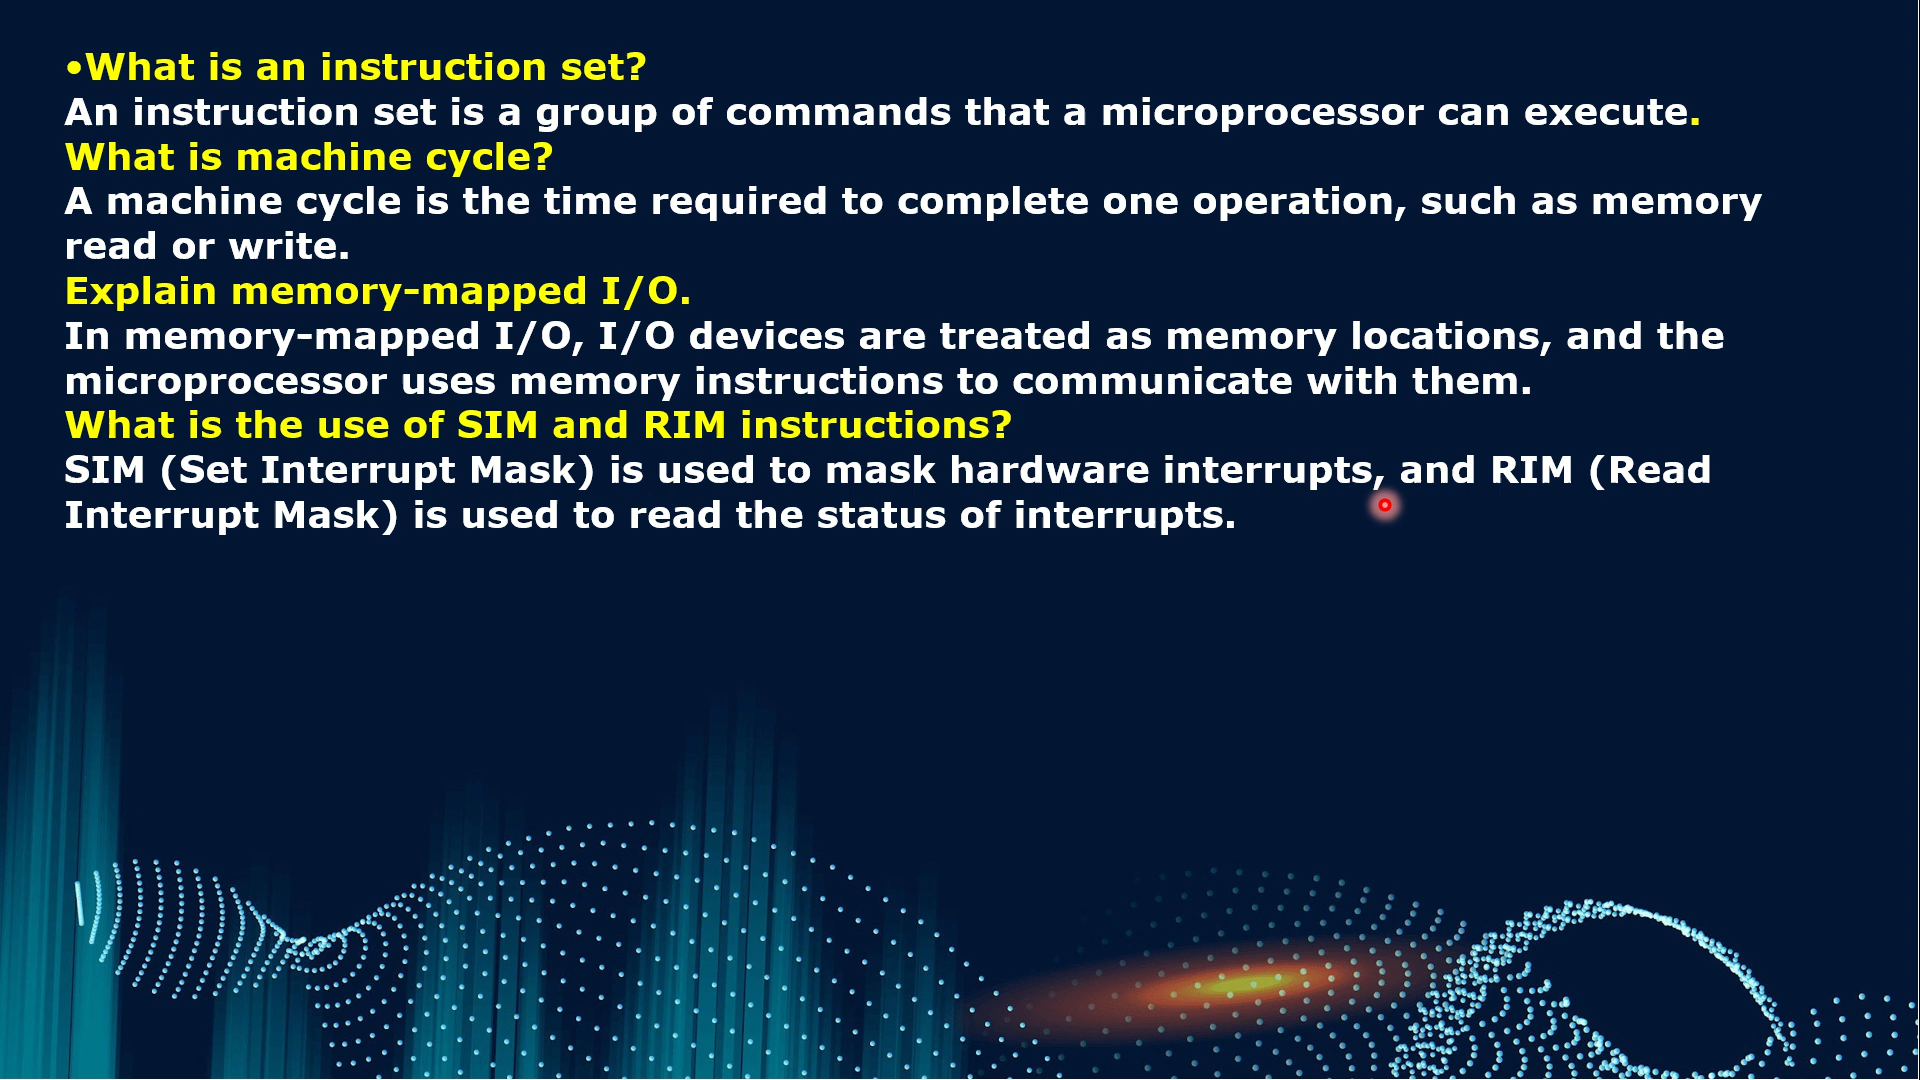 •What is an instruction set?
An instruction set is a group of commands that a microprocessor can execute.
What is machine cycle?
A machine cycle is the time required to complete one operation, such as memory
read or write.
Explain memory-mapped I/O.
In memory-mapped I/O, I/O devices are treated as memory locations, and the
microprocessor uses memory instructions to communicate with them.
What is the use of SIM and RIM instructions?
SIM (Set Interrupt Mask) is used to mask hardware interrupts, and RIM (Read
Interrupt Mask) is used to read the status of interrupts.